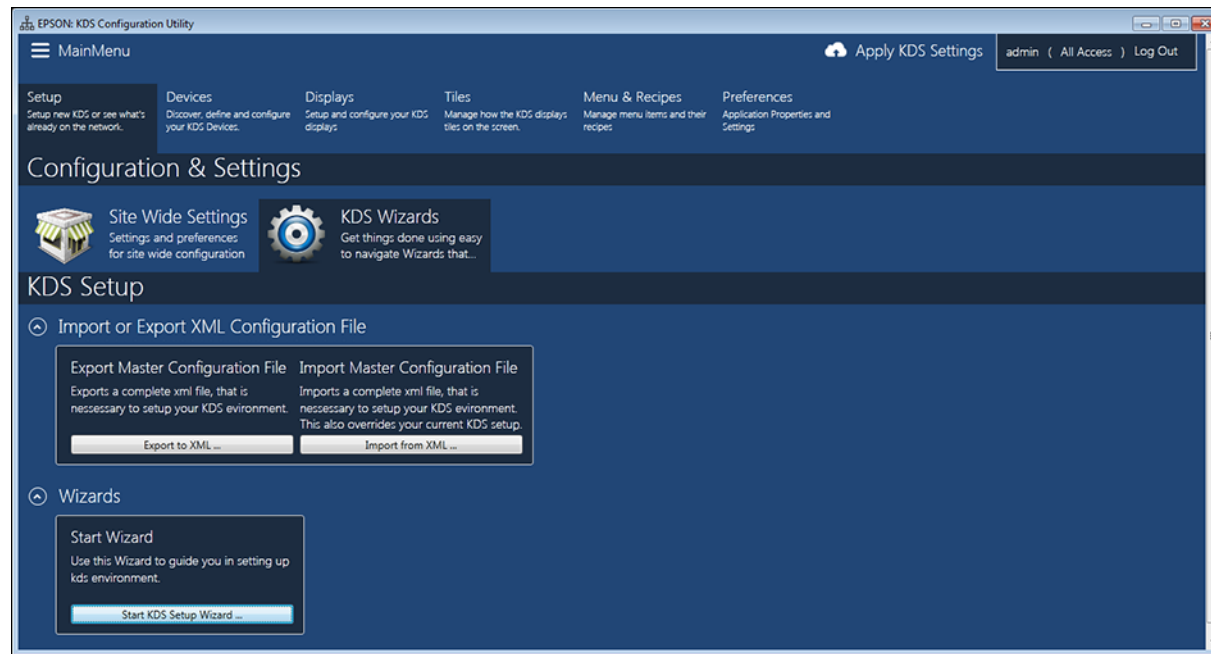 EPSON: KDS Configuration Utility
MainMenu
Apply KDS Settings
admin ( All Access ) Log Out
Setup
Setup new KDS or see what's
already on the network.
Devices
Discover, define and configure
your KDS Devices.
Displays
Setup and configure your KDS
displays
Tiles
Manage how the KDS displays
tiles on the screen.
Menu & Recipes
Manage menu items and their
recipes
Preferences
Application Properties and
Settings
Configuration & Settings
Site Wide Settings
Settings and preferences
for site wide configuration
KDS Wizards
Get things done using easy
to navigate Wizards that...
KDS Setup
Import or Export XML Configuration File
Export Master Configuration File
Exports a complete xml file, that is
nessessary to setup your KDS evironment.
Export to XML ...
Import Master Configuration File
Imports a complete xml file, that is
nessessary to setup your KDS evironment.
This also overrides your current KDS setup.
Import from XML ...
Wizards
Start Wizard
Use this Wizard to guide you in setting up
kds environment.
Start KDS Setup Wizard ...